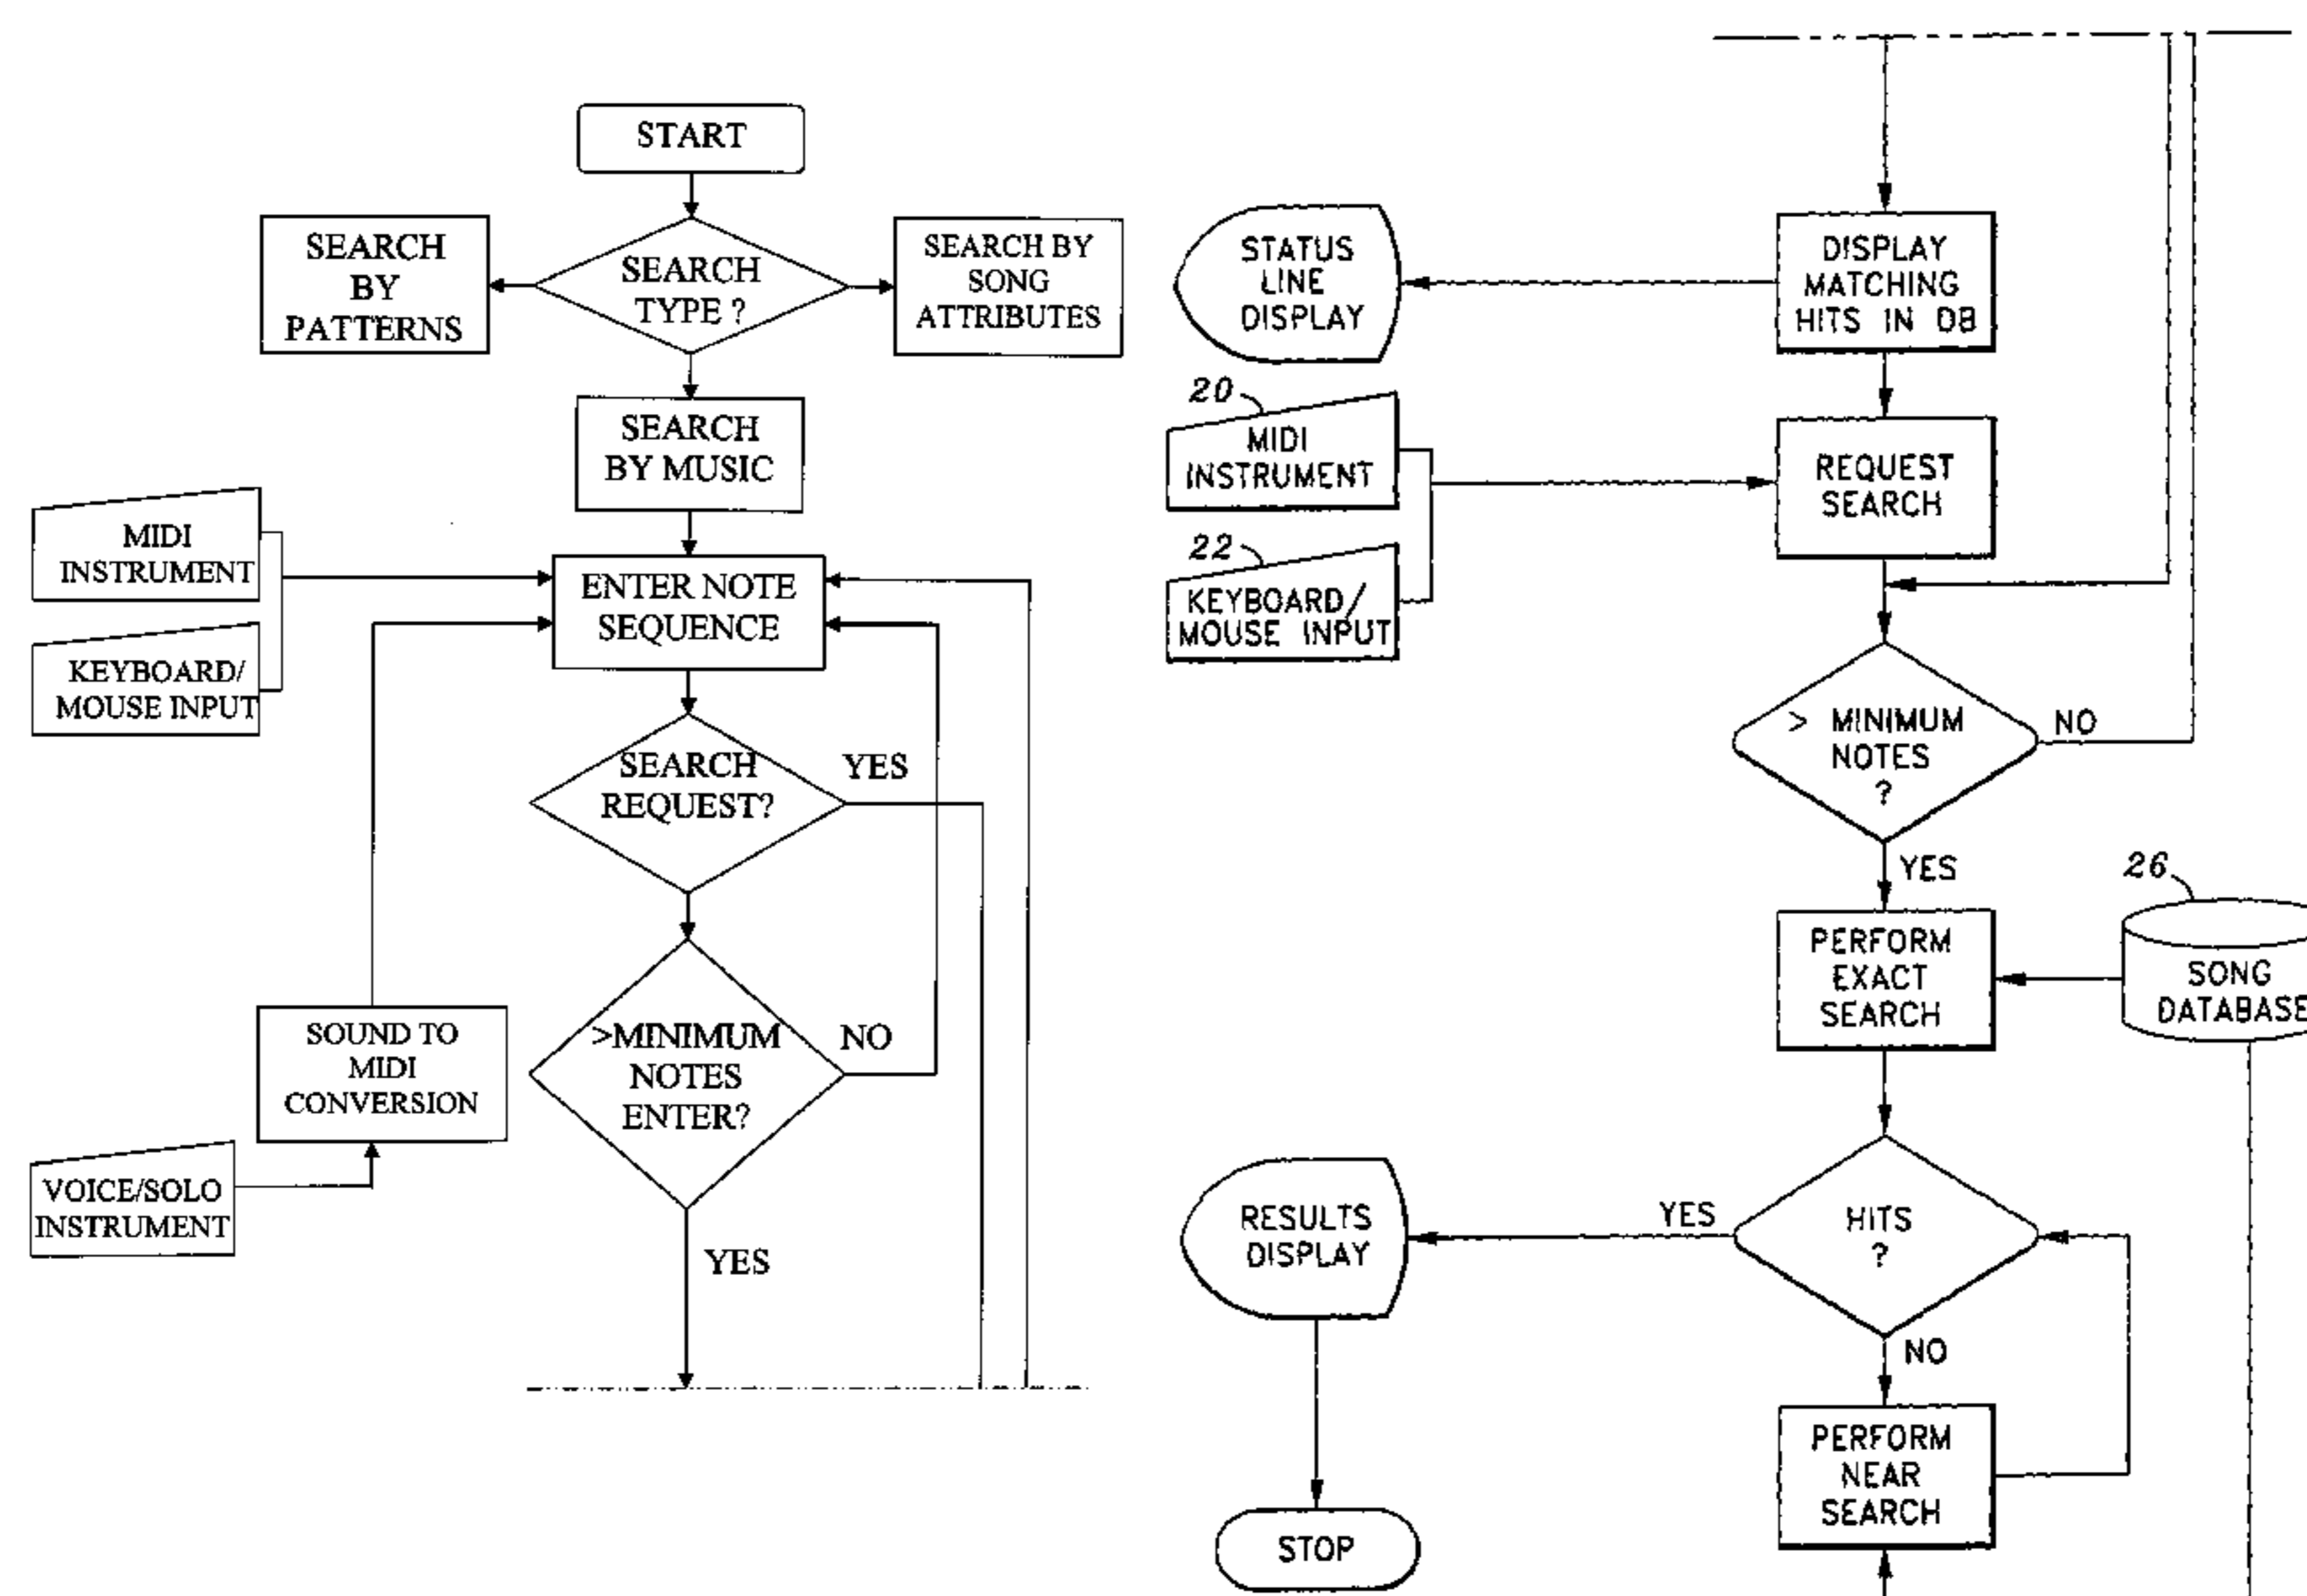 START
SEARCH
BY
PATTERNS
SEARCH
TYPE ?
SEARCH BY
SONG
ATTRIBUTES
SEARCH
BY MUSIC
MIDI
INSTRUMENT
KEYBOARD/
MOUSE INPUT
ENTER NOTE
SEQUENCE
SEARCH
REQUEST?
YES
>MINIMUM
NOTES
ENTER?
NO
SOUND TO
MIDI
CONVERSION
VOICE/SOLO
INSTRUMENT
YES
STATUS
LINE
DISPLAY
DISPLAY
MATCHING
HITS IN DB
20
MIDI
INSTRUMENT
REQUEST
SEARCH
22
KEYBOARD/
MOUSE INPUT
> MINIMUM
NOTES
?
NO
YES
PERFORM
EXACT
SEARCH
26
SONG
DATABASE
RESULTS
DISPLAY
YES
HITS
?
NO
PERFORM
NEAR
SEARCH
STOP